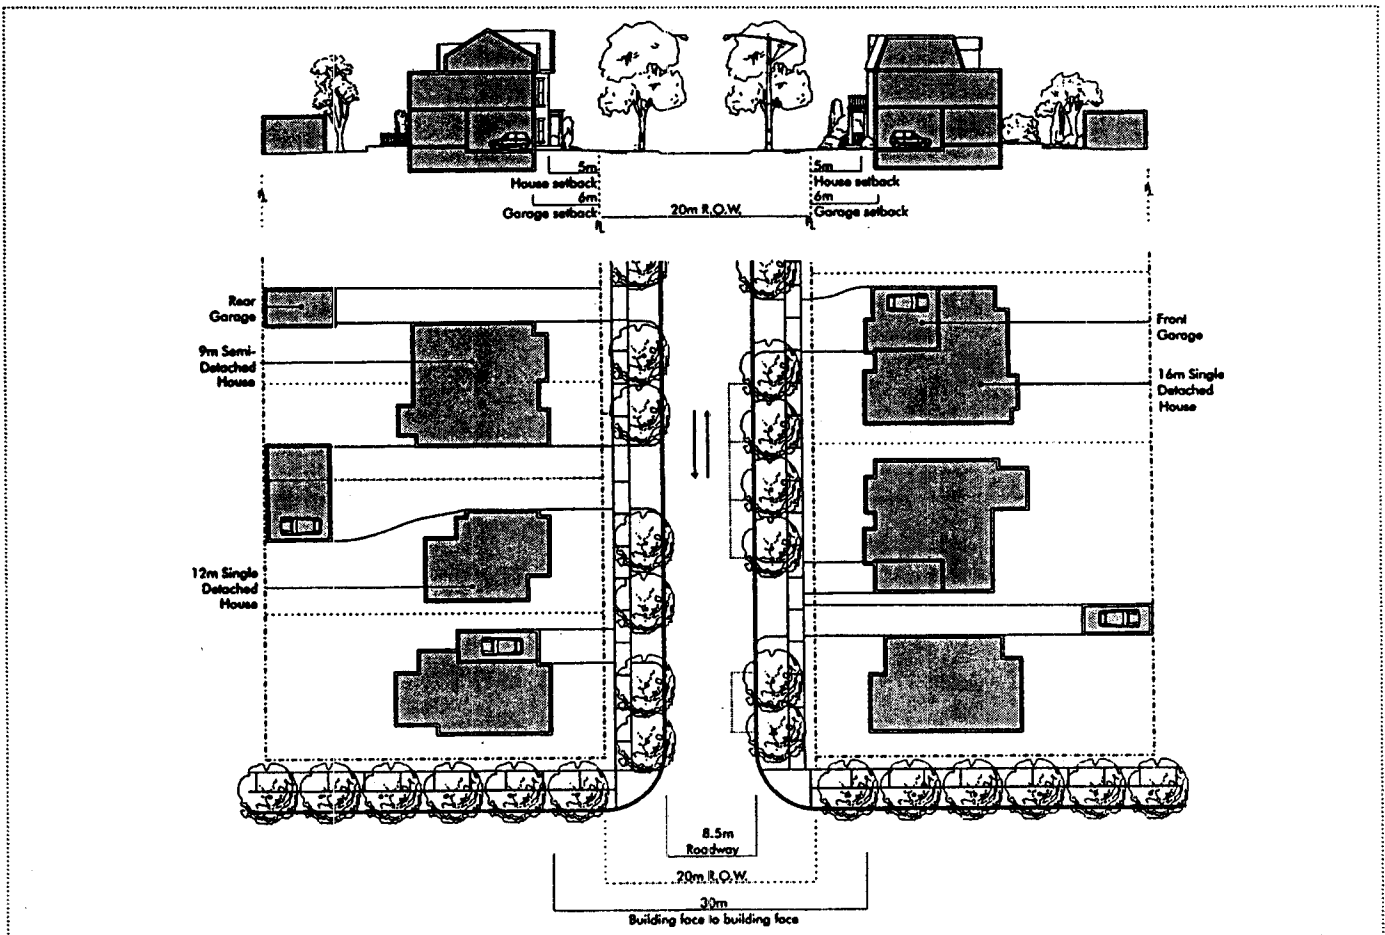 5m
House setback
6m
Garage setback
20m R.O.W.
5m
House setback
6m
Garage setback
Rear
Garage
9m Semi-
Detached
House
12m Single
Detached
House
Front
Garage
16m Single
Detached
House
8.5m
Roadway
20m R.O.W.
30m
Building face to building face